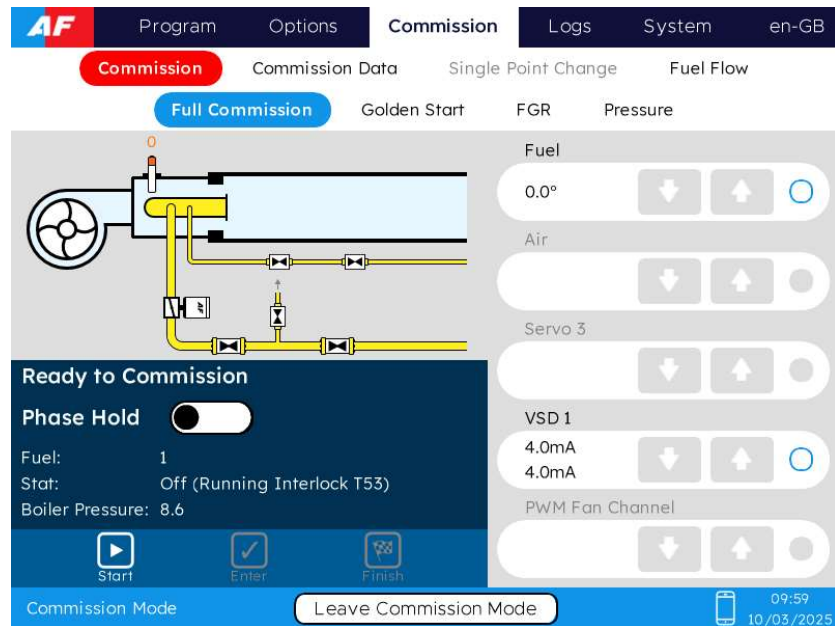 AF Program Options Commission Logs System en-GB
Commission Commission Data Single Point Change Fuel Flow
Full Commission Golden Start FGR Pressure
0
Fuel
0.0°
Air
Servo 3
Ready to Commission
Phase Hold
Fuel: 1
Stat: Off (Running Interlock T53)
Boiler Pressure: 8.6
VSD 1
4.0mA
4.0mA
PWM Fan Channel
Start Enter Finish
Commission Mode Leave Commission Mode 09:59
10/03/2025